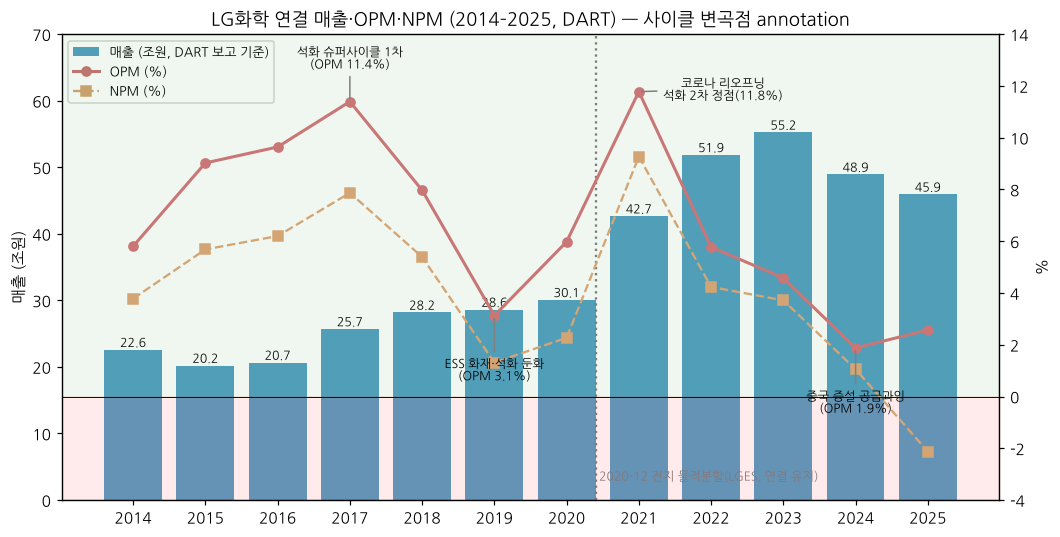 LG화학 연결 매출·OPM·NPM (2014-2025, DART) — 사이클 변곡점 annotation
매출 (조원, DART 보고 기준)
OPM (%)
NPM (%)
석화 슈퍼사이클 1차
(OPM 11.4%)
코로나 리오프닝
석화 2차 정점(11.8%)
ESS 화재·석화 둔화
(OPM 3.1%)
중국 증설 공급과잉
(OPM 1.9%)
2020-12 전지 물적분할(LGES, 연결 유지)
22.6
20.2
20.7
25.7
28.2
28.6
30.1
42.7
51.9
55.2
48.9
45.9
매출 (조원)
70
60
50
40
30
20
10
0
%
14
12
10
8
6
4
2
0
-2
-4
2014 2015 2016 2017 2018 2019 2020 2021 2022 2023 2024 2025